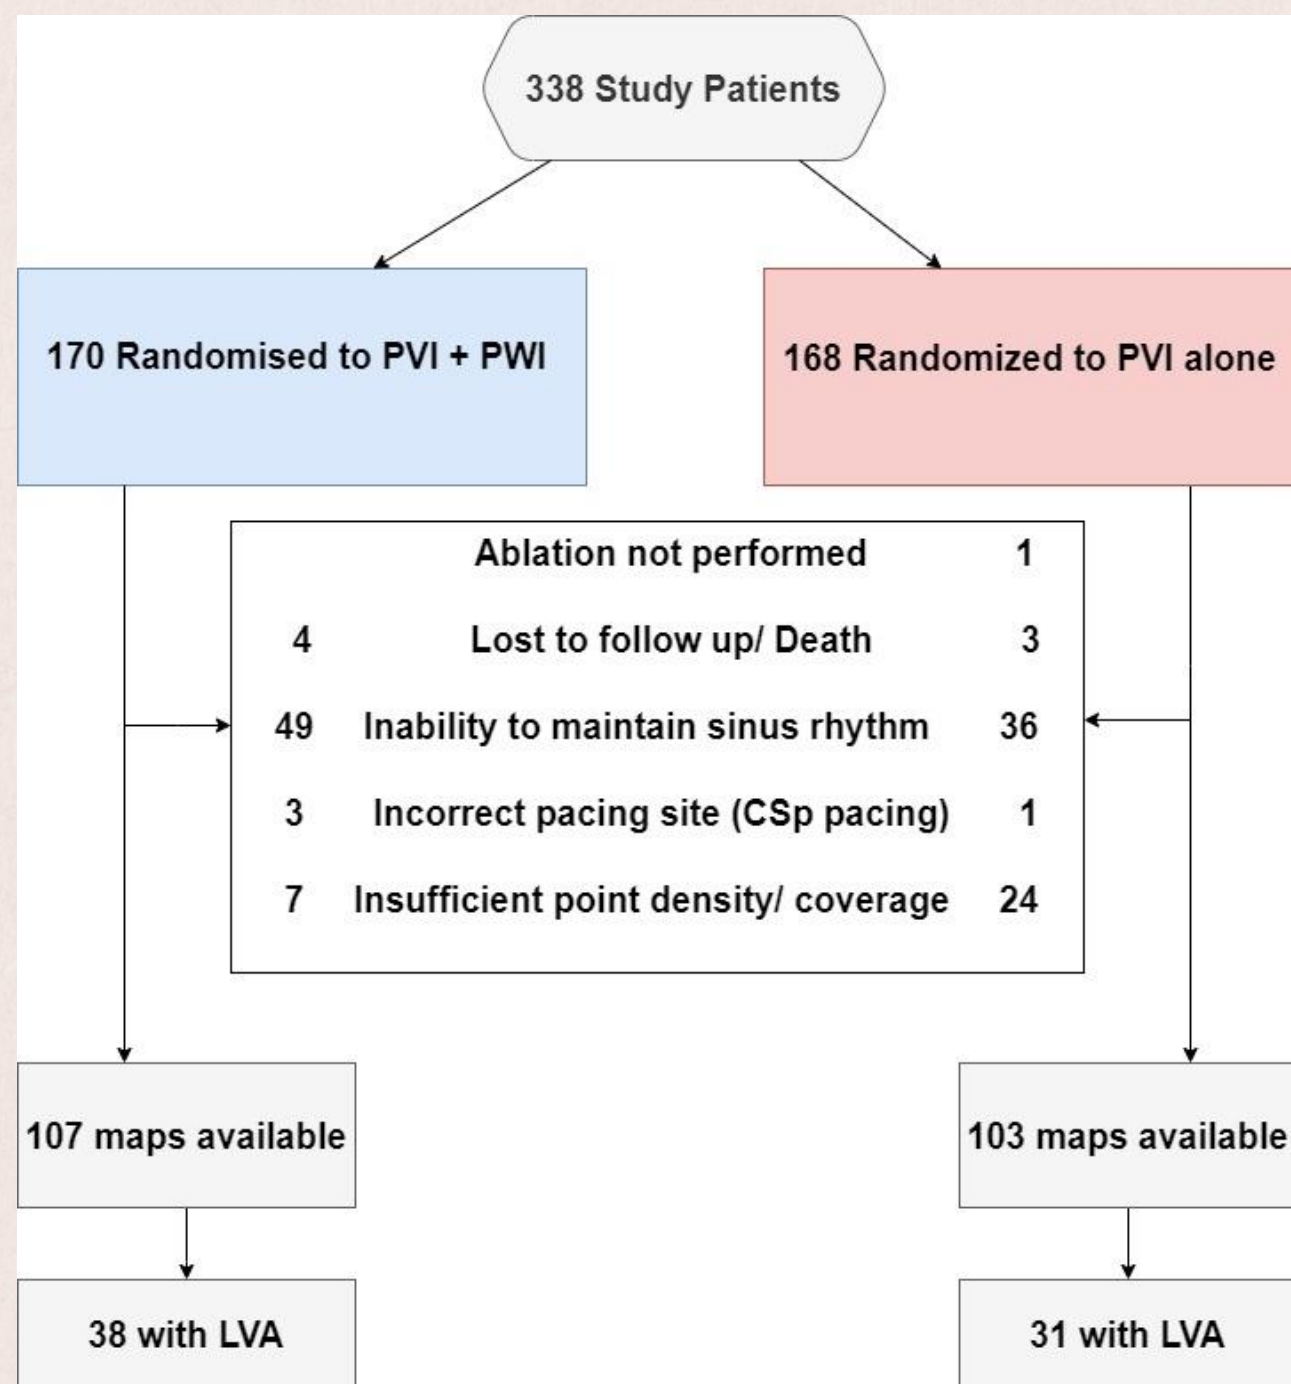 338 Study Patients
170 Randomised to PVI + PWI
168 Randomized to PVI alone
Ablation not performed 1
4 Lost to follow up/ Death 3
49 Inability to maintain sinus rhythm 36
3 Incorrect pacing site (CSp pacing) 1
7 Insufficient point density/ coverage 24
107 maps available
103 maps available
38 with LVA
31 with LVA